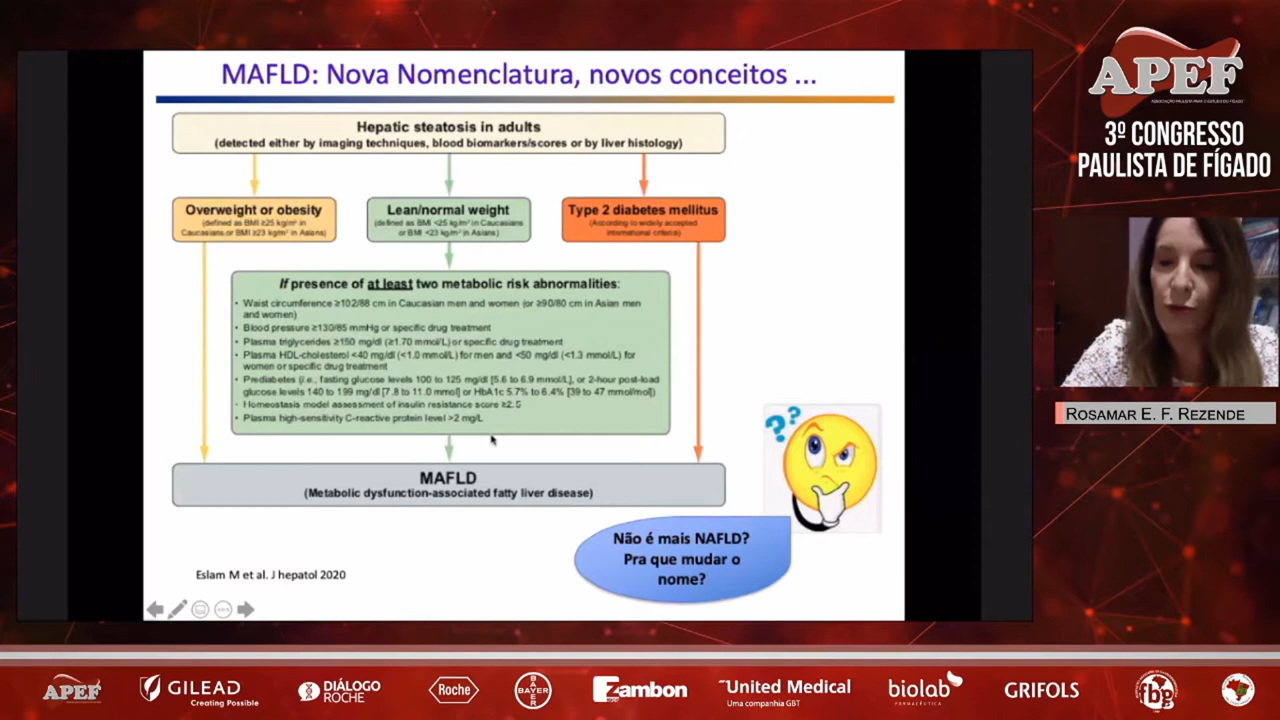 MAFLD: Nova Nomenclatura, novos conceitos ...
Hepatic steatosis in adults
(detected either by imaging techniques, blood biomarkers/scores or by liver histology)
Overweight or obesity
(defined as BMI ≥25 kg/m² in
Caucasians or BMI ≥23 kg/m² in Asians)
Lean/normal weight
(defined as BMI <25 kg/m² in Caucasians
or BMI <23 kg/m² in Asians)
Type 2 diabetes mellitus
(According to widely accepted
international criteria)
If presence of at least two metabolic risk abnormalities:
• Waist circumference ≥102/88 cm in Caucasian men and women (or ≥90/80 cm in Asian men
and women)
• Blood pressure ≥130/85 mmHg or specific drug treatment
• Plasma triglycerides ≥150 mg/dl (≥1.70 mmol/L) or specific drug treatment
• Plasma HDL-cholesterol <40 mg/dl (<1.0 mmol/L) for men and <50 mg/dl (<1.3 mmol/L) for
women or specific drug treatment
• Prediabetes (i.e., fasting glucose levels 100 to 125 mg/dl [5.6 to 6.9 mmol/L], or 2-hour post-load
glucose levels 140 to 199 mg/dl [7.8 to 11.0 mmol] or HbA1c 5.7% to 6.4% [39 to 47 mmol/mol])
• Homeostasis model assessment of insulin resistance score ≥2.5
• Plasma high-sensitivity C-reactive protein level >2 mg/L
MAFLD
(Metabolic dysfunction-associated fatty liver disease)
??
Não é mais NAFLD?
Pra que mudar o
nome?
Eslam M et al. J hepatol 2020
APEF
ASSOCIAÇÃO PAULISTA PARA O ESTUDO DO FÍGADO
3º CONGRESSO
PAULISTA DE FÍGADO
ROSAMAR E. F. REZENDE
APEF
GILEAD
Creating Possible
DIÁLOGO
ROCHE
Roche
BAYER
BAYER
Zambon
United Medical
Uma companhia GBT
biolab
FARMACÊUTICA
GRIFOLS
fbg